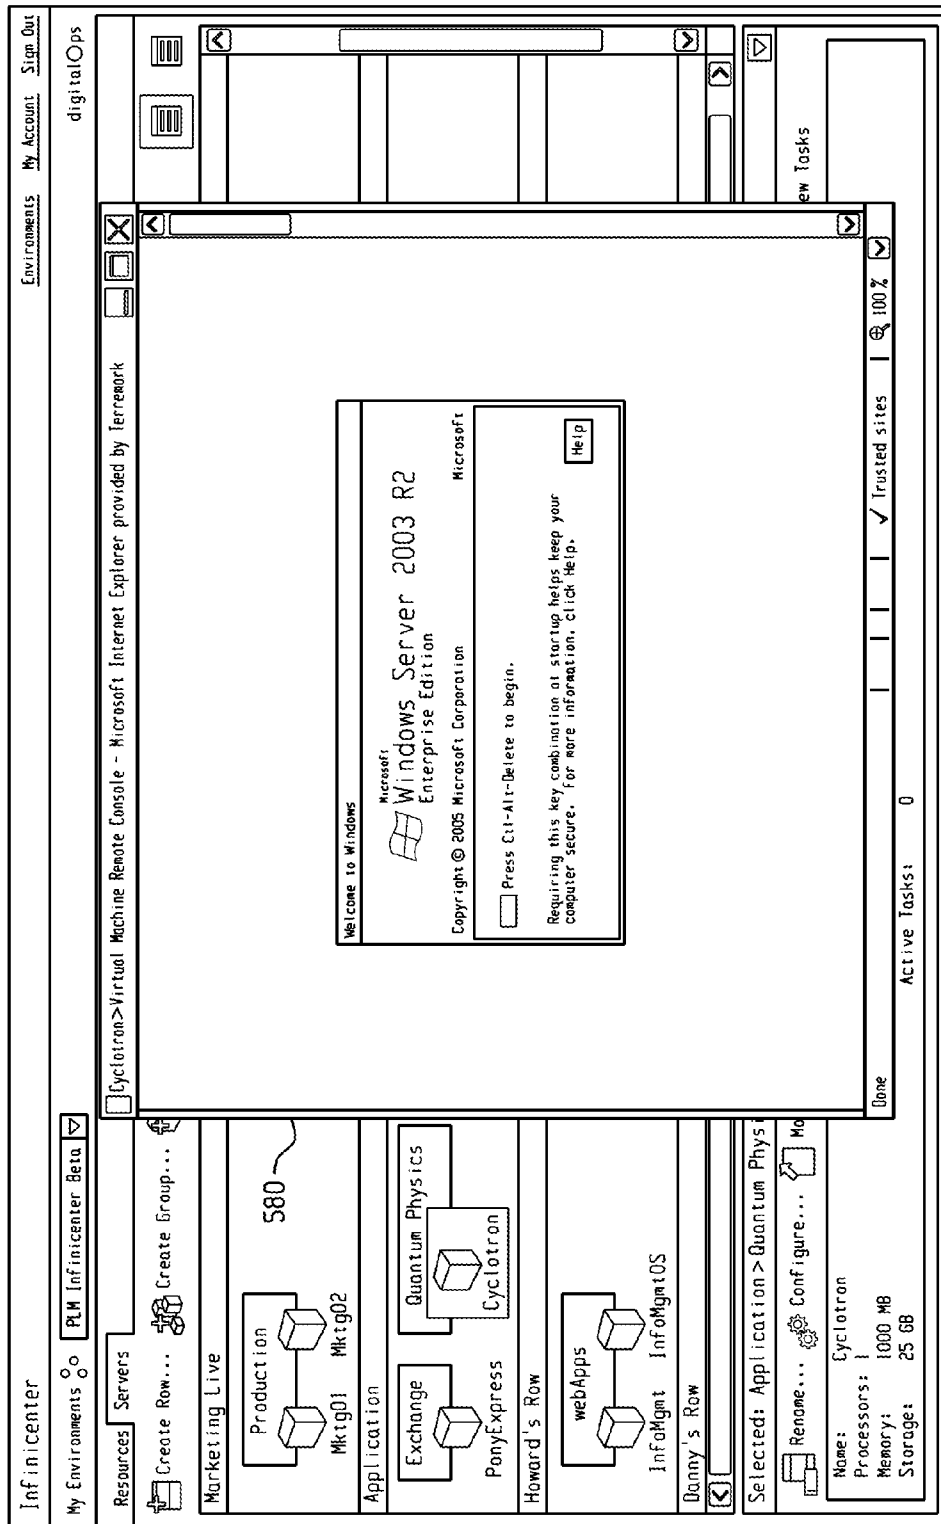 Infinicenter
Environments My Account Sign Out
My Environments PLM Infinicenter Beta
digitalOps
Resources Servers
Create Row... Create Group...
Cyclotron>Virtual Machine Remote Console - Microsoft Internet Explorer provided by Terremark
Marketing Live
Production
Mktg01 Mktg02
580
Application
Exchange
PonyExpress
Quantum Physics
Cyclotron
Howard's Row
webApps
InfoMgmt InfoMgmtOS
Danny's Row
Welcome to Windows
Microsoft
Windows Server 2003 R2
Enterprise Edition
Copyright © 2005 Microsoft Corporation
Microsoft
Press Ctl-Alt-Delete to begin.
Requiring this key combination at startup helps keep your
computer secure. For more information, click Help.
Help
Done
Trusted sites
100%
Selected: Application>Quantum Physi
Rename... Configure... Mo
ew Tasks
Name: Cyclotron
Processors: 1
Memory: 1000 MB
Storage: 25 GB
Active Tasks: 0